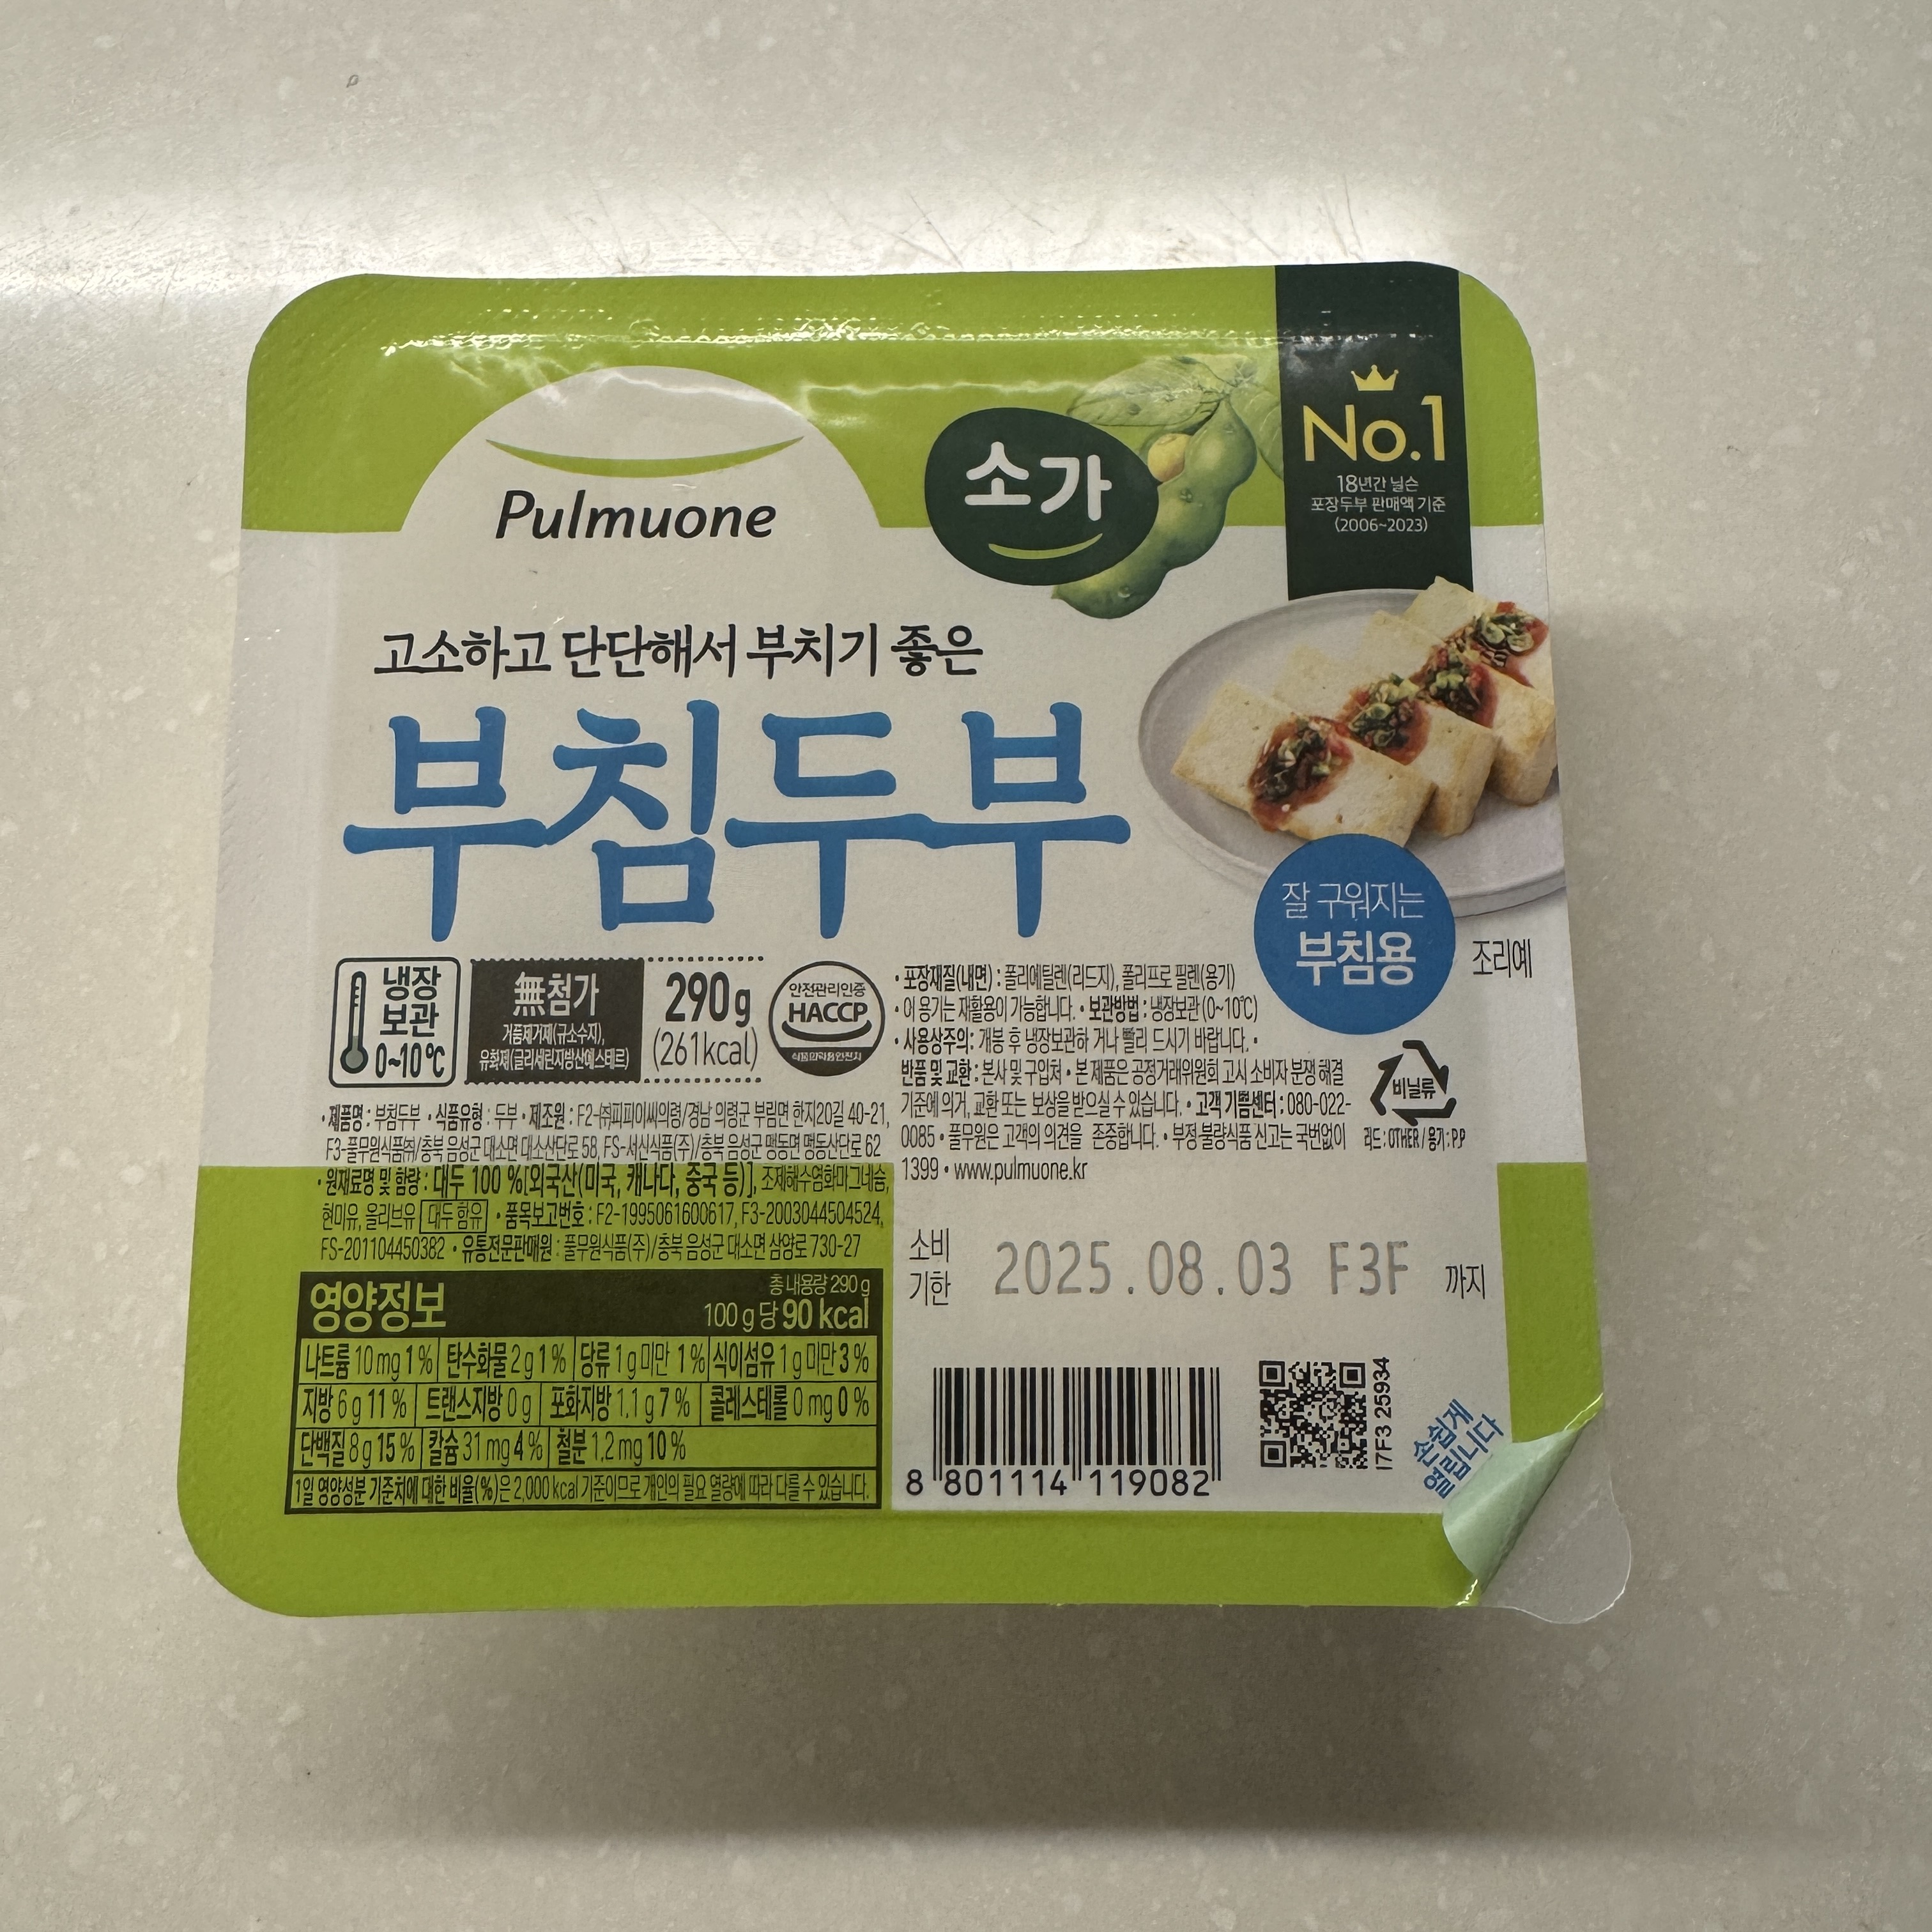 Pulmuone
소가
No.1
18년간 닐슨
포장두부 판매액 기준
(2006~2023)
고소하고 단단해서 부치기 좋은
부침두부
잘 구워지는
부침용
조리예
냉장
보관
0~10℃
無첨가
거품제거제(규소수지),
유화제(글리세린지방산에스테르)
290g
(261kcal)
안전관리인증
HACCP
식품의약품안전처
• 제품명 : 부침두부 • 식품유형 : 두부 • 제조원 : F2-㈜피피이씨의령/경남 의령군 부림면 한지20길 40-21,
F3-풀무원식품㈜/충북 음성군 대소면 대소산단로 58, FS-서식식품(주)/충북 음성군 맹동면 맹동산단로 62
• 원재료명 및 함량 : 대두 100 %[외국산(미국, 캐나다, 중국 등)], 조제해수염화마그네슘,
현미유, 올리브유 대두 함유 • 품목보고번호 : F2-1995061600617, F3-2003044504524,
FS-201104450382 • 유통전문판매원 : 풀무원식품(주)/충북 음성군 대소면 삼양로 730-27
• 포장재질(내면) : 폴리에틸렌(리드지), 폴리프로필렌(용기)
• 이 용기는 재활용이 가능합니다. • 보관방법 : 냉장보관 (0~10℃)
• 사용상주의: 개봉 후 냉장보관하 거나 빨리 드시기 바랍니다. •
반품 및 교환 : 본사 및 구입처 • 본 제품은 공정거래위원회 고시 소비자 분쟁 해결
기준에 의거, 교환 또는 보상을 받으실 수 있습니다. • 고객 기쁨센터 : 080-022-
0085 • 풀무원은 고객의 의견을 존중합니다. • 부정·불량식품 신고는 국번없이
1399 • www.pulmuone.kr
비닐류
리드 : OTHER / 용기 : P.P
소비
기한
2025.08.03 F3F
까지
영양정보
총 내용량 290 g
100 g 당 90 kcal
나트륨 10 mg 1 % 탄수화물 2 g 1 % 당류 1 g 미만 1 % 식이섬유 1 g 미만 3 %
지방 6 g 11 % 트랜스지방 0 g 포화지방 1.1 g 7 % 콜레스테롤 0 mg 0 %
단백질 8 g 15 % 칼슘 31 mg 4 % 철분 1.2 mg 10 %
1일 영양성분 기준치에 대한 비율(%)은 2,000 kcal 기준이므로 개인의 필요 열량에 따라 다를 수 있습니다.
8 801114 119082
17F3 25934
손쉽게
열립니다